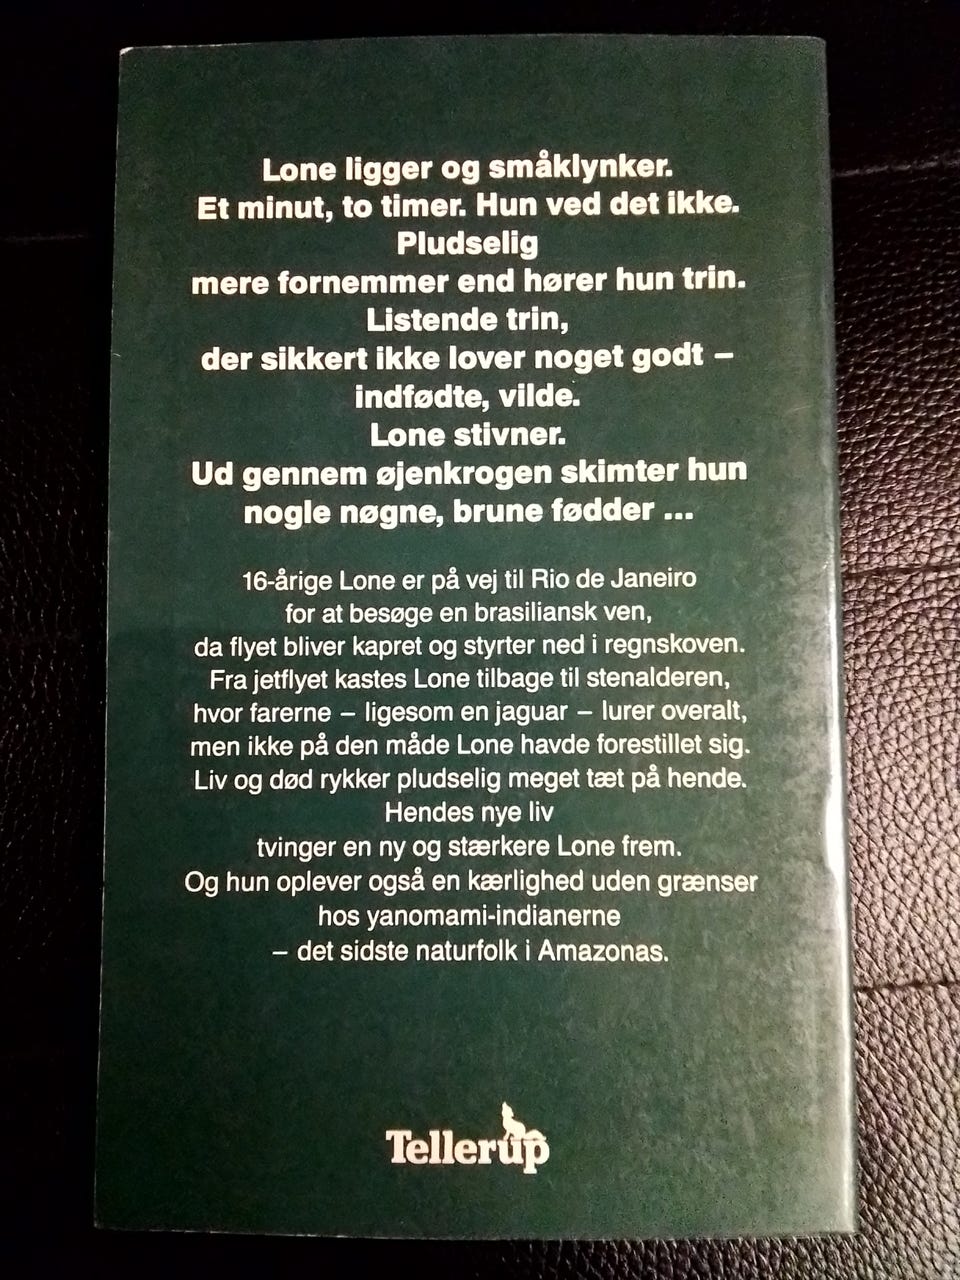 Lone ligger og småklynker.
Et minut, to timer. Hun ved det ikke.
Pludselig
mere fornemmer end hører hun trin.
Listende trin,
der sikkert ikke lover noget godt –
indfødte, vilde.
Lone stivner.
Ud gennem øjenkrogen skimter hun
nogle nøgne, brune fødder ...
16-årige Lone er på vej til Rio de Janeiro
for at besøge en brasiliansk ven,
da flyet bliver kapret og styrter ned i regnskoven.
Fra jetflyet kastes Lone tilbage til stenalderen,
hvor farerne – ligesom en jaguar – lurer overalt,
men ikke på den måde Lone havde forestillet sig.
Liv og død rykker pludselig meget tæt på hende.
Hendes nye liv
tvinger en ny og stærkere Lone frem.
Og hun oplever også en kærlighed uden grænser
hos yanomami-indianerne
– det sidste naturfolk i Amazonas.
Tellerup